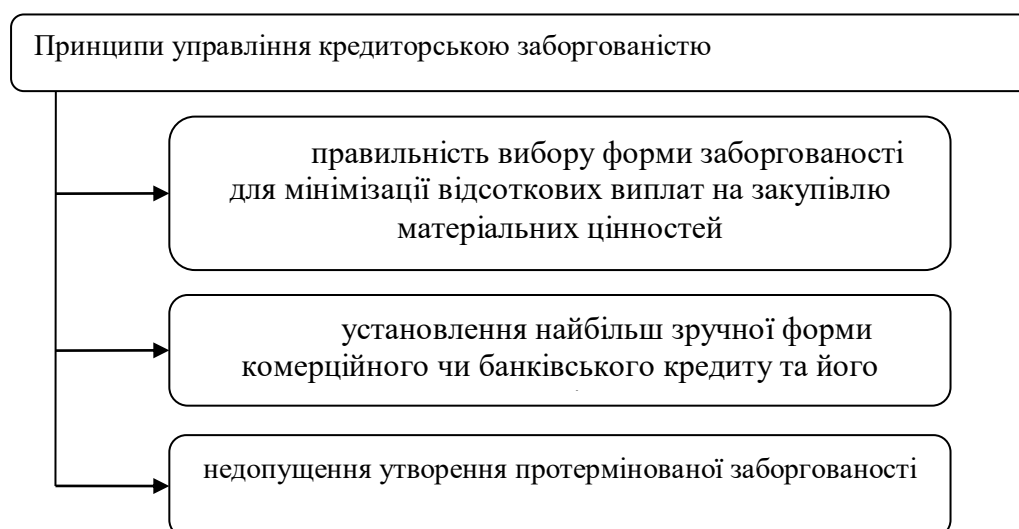 Принципи управління кредиторською заборгованістю
правильність вибору форми заборгованості
для мінімізації відсоткових виплат на закупівлю
матеріальних цінностей
установлення найбільш зручної форми
комерційного чи банківського кредиту та його
недопущення утворення протермінованої заборгованості